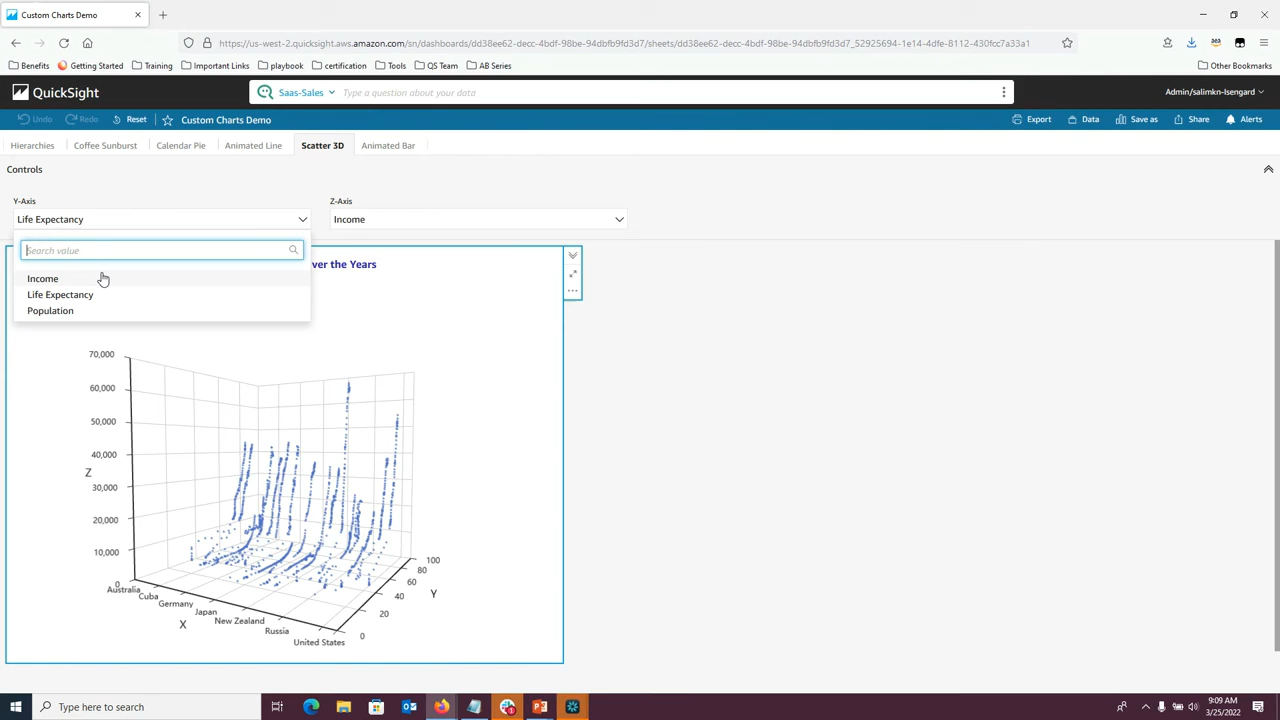 Custom Charts Demo
https://us-west-2.quicksight.aws.amazon.com/sn/dashboards/dd38ee62-decc-4bdf-98be-94dbfb9fd3d7/sheets/dd38ee62-decc-4bdf-98be-94dbfb9fd3d7_52925694-1e14-4dfe-8112-430fcc7a33a1
Benefits Getting Started Training Important Links playbook certification Tools QS Team AB Series Other Bookmarks
QuickSight Saas-Sales Type a question about your data Admin/salimkn-Isengard
Undo Redo Reset Custom Charts Demo Export Data Save as Share Alerts
Hierarchies Coffee Sunburst Calendar Pie Animated Line Scatter 3D Animated Bar
Controls
Y-Axis Z-Axis
Life Expectancy Income
Search value
ver the Years
Income
Life Expectancy
Population
70,000
60,000
50,000
40,000
Z
30,000
20,000
10,000
0
100
80
60
40
20
0
Y
Australia
Cuba
Germany
Japan
New Zealand
Russia
United States
X
Type here to search
9:09 AM
3/25/2022